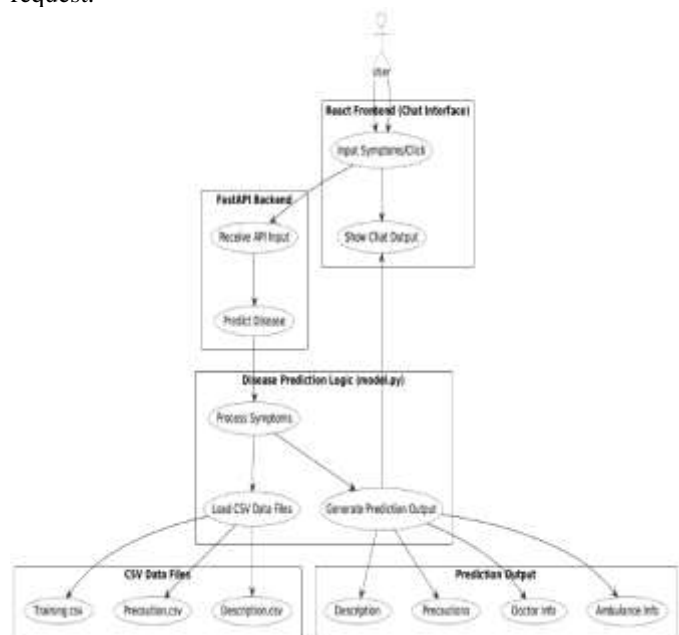 request.
User
React Frontend (Chat Interface)
Input Symptoms/Click
FastAPI Backend
Receive API Input
Show Chat Output
Predict Disease
Disease Prediction Logic (model.py)
Process Symptoms
Load CSV Data Files
Generate Prediction Output
CSV Data Files
Prediction Output
Training.csv
Precaution.csv
Description.csv
Description
Precautions
Doctor Info
Ambulance Info